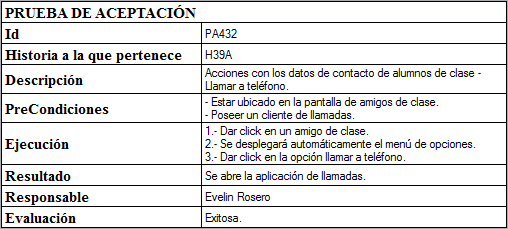 PRUEBA DE ACEPTACIÓN
Id PA432
Historia a la que pertenece H39A
Descripción Acciones con los datos de contacto de alumnos de clase -
Llamar a teléfono.
PreCondiciones - Estar ubicado en la pantalla de amigos de clase.
- Poseer un cliente de llamadas.
Ejecución 1.- Dar click en un amigo de clase.
2.- Se desplegará automáticamente el menú de opciones.
3.- Dar click en la opción llamar a teléfono.
Resultado Se abre la aplicación de llamadas.
Responsable Evelin Rosero
Evaluación Exitosa.